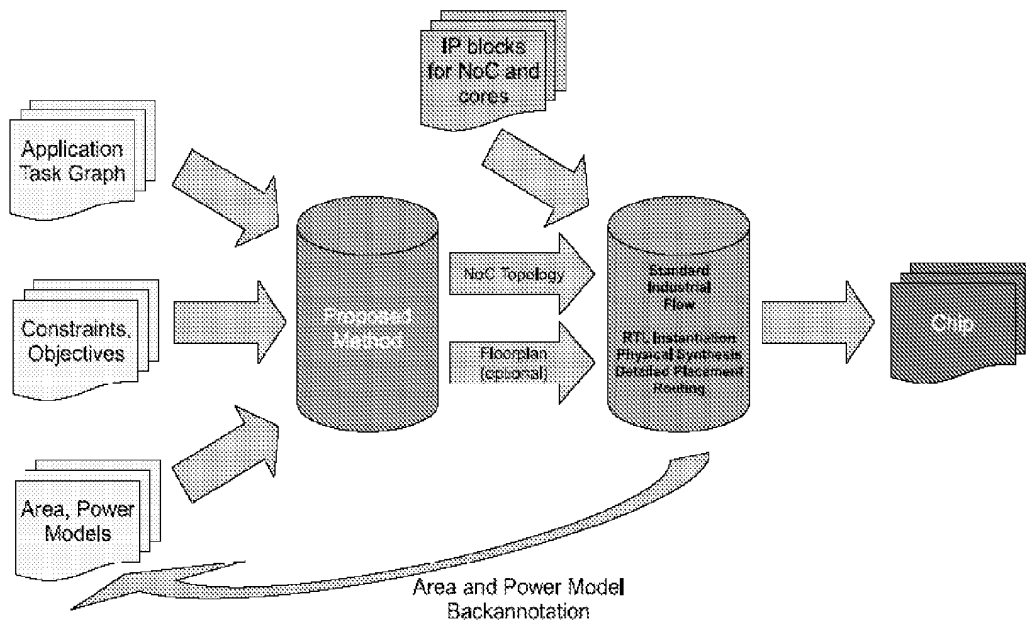 IP blocks
for NoC and
cores
Application
Task Graph
Constraints,
Objectives
Area, Power
Models
Proposed
Method
NoC Topology
Floorplan
(optional)
Standard
Industrial
Flow
RTL Instantiation
Physical Synthesis
Detailed Placement
Routing
Chip
Area and Power Model
Backannotation